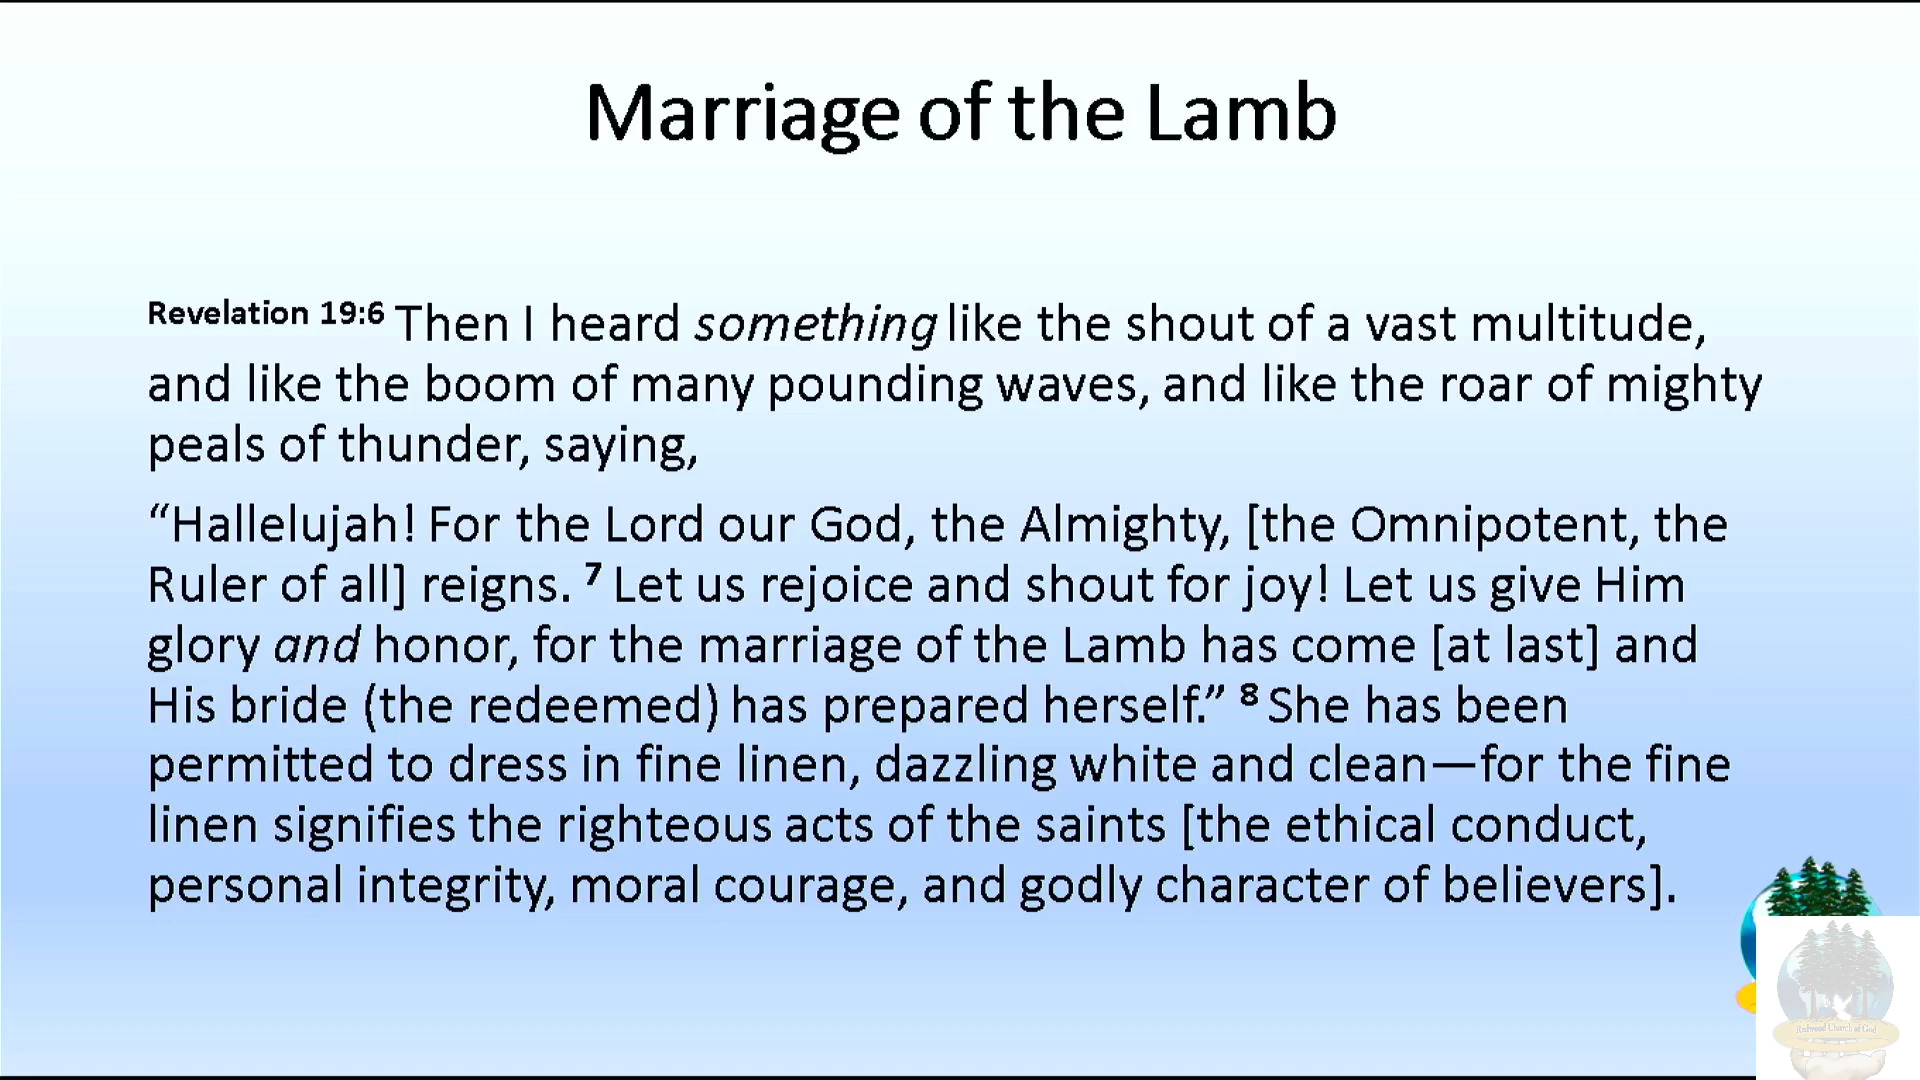 Marriage of the Lamb
Revelation 19:6 Then I heard something like the shout of a vast multitude,
and like the boom of many pounding waves, and like the roar of mighty
peals of thunder, saying,
“Hallelujah! For the Lord our God, the Almighty, [the Omnipotent, the
Ruler of all] reigns. 7 Let us rejoice and shout for joy! Let us give Him
glory and honor, for the marriage of the Lamb has come [at last] and
His bride (the redeemed) has prepared herself.” 8 She has been
permitted to dress in fine linen, dazzling white and clean—for the fine
linen signifies the righteous acts of the saints [the ethical conduct,
personal integrity, moral courage, and godly character of believers].
Redwood Church of God